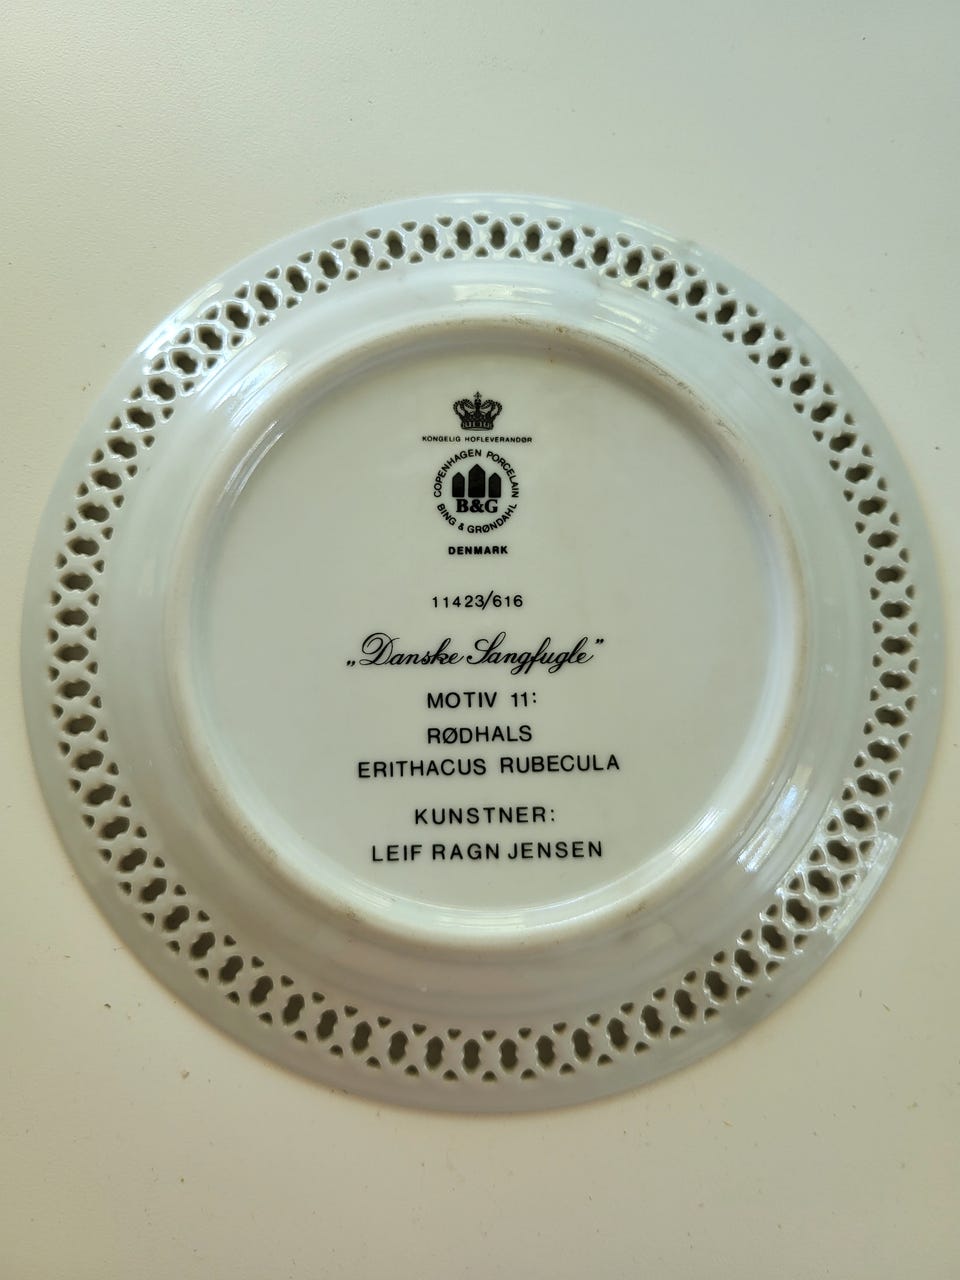 KONGELIG HOFLEVERANDØR
COPENHAGEN PORCELAIN
B&G
BING & GRØNDAHL
DENMARK
11423/616
„Danske Sangfugle”
MOTIV 11:
RØDHALS
ERITHACUS RUBECULA
KUNSTNER:
LEIF RAGN JENSEN